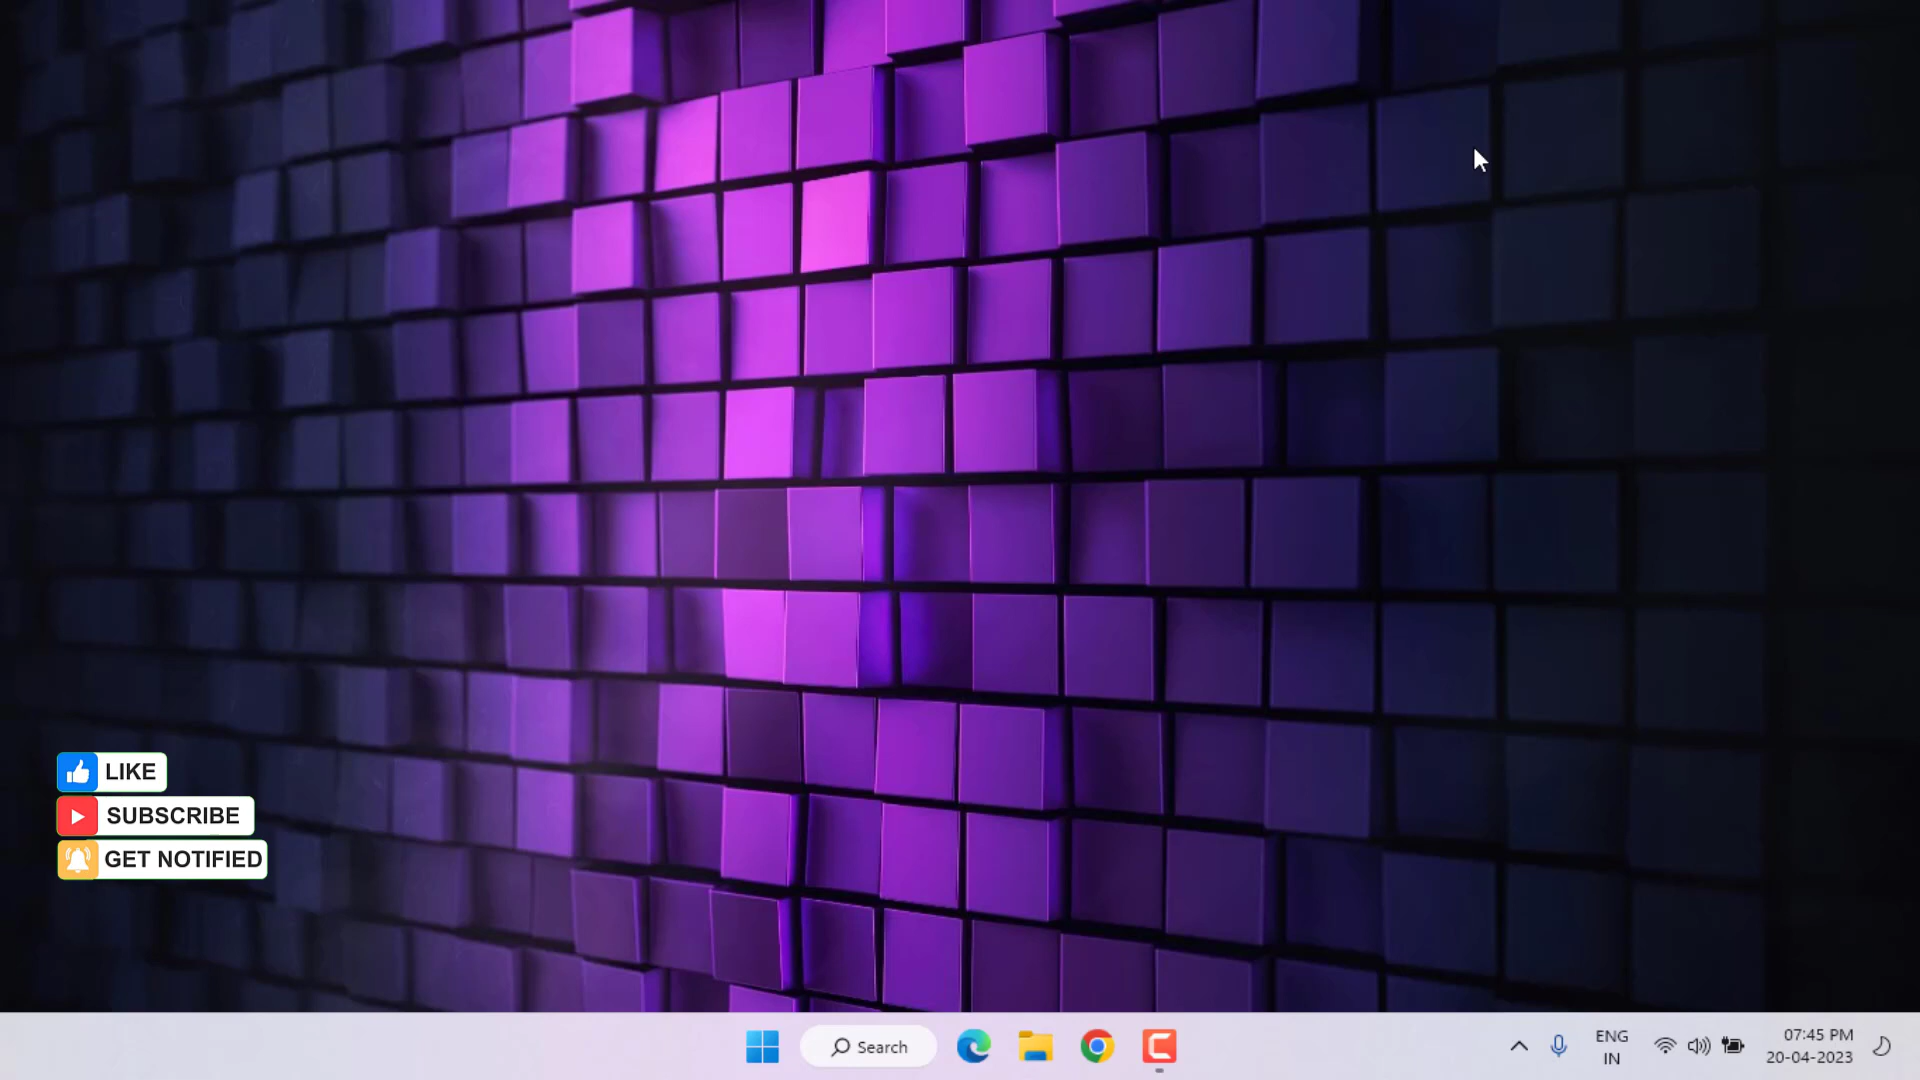 LIKE
SUBSCRIBE
GET NOTIFIED
Search
ENG
IN
07:45 PM
20-04-2023